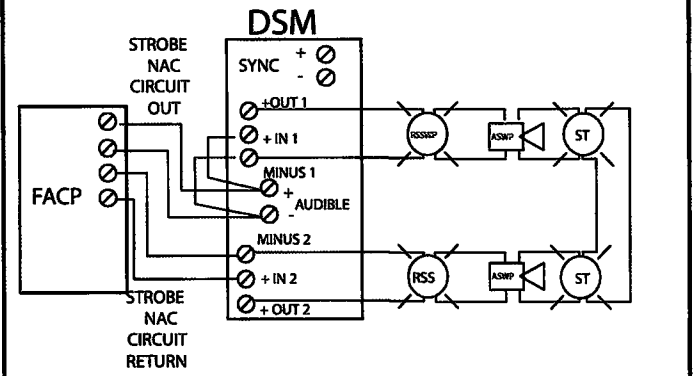 DSM
STROBE
NAC
CIRCUIT
OUT
SYNC
+
-
+OUT 1
+ IN 1
MINUS 1
+
AUDIBLE
-
MINUS 2
+ IN 2
+ OUT 2
FACP
RSSWP
ASWP
ST
RSS
ASWP
ST
STROBE
NAC
CIRCUIT
RETURN